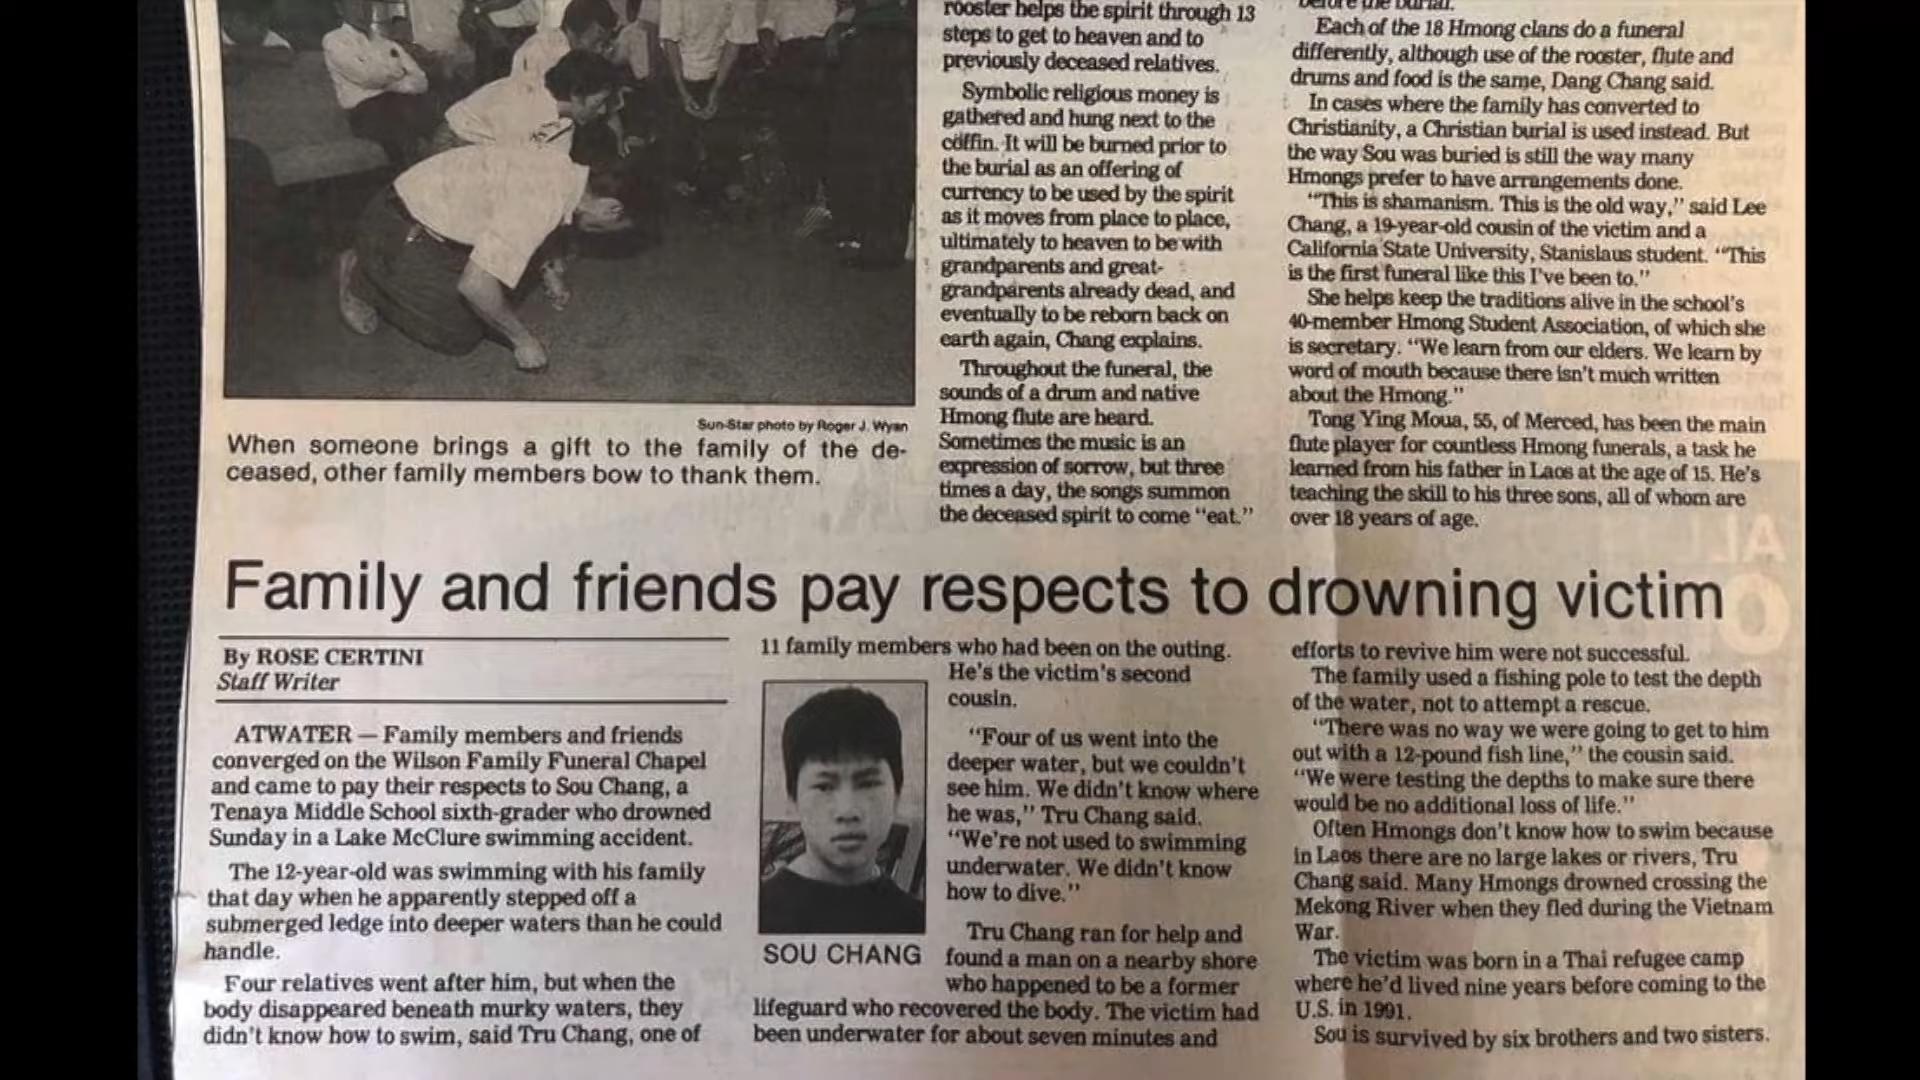 rooster helps the spirit through 13
steps to get to heaven and to
previously deceased relatives.
Symbolic religious money is
gathered and hung next to the
coffin. It will be burned prior to
the burial as an offering of
currency to be used by the spirit
as it moves from place to place,
ultimately to heaven to be with
grandparents and great-
grandparents already dead, and
eventually to be reborn back on
earth again, Chang explains.
Throughout the funeral, the
sounds of a drum and native
Hmong flute are heard.
Sometimes the music is an
expression of sorrow, but three
times a day, the songs summon
the deceased spirit to come "eat."
before the burial.
Each of the 18 Hmong clans do a funeral
differently, although use of the rooster, flute and
drums and food is the same, Dang Chang said.
In cases where the family has converted to
Christianity, a Christian burial is used instead. But
the way Sou was buried is still the way many
Hmongs prefer to have arrangements done.
"This is shamanism. This is the old way," said Lee
Chang, a 19-year-old cousin of the victim and a
California State University, Stanislaus student. "This
is the first funeral like this I've been to."
She helps keep the traditions alive in the school's
40-member Hmong Student Association, of which she
is secretary. "We learn from our elders. We learn by
word of mouth because there isn't much written
about the Hmong."
Tong Ying Moua, 55, of Merced, has been the main
flute player for countless Hmong funerals, a task he
learned from his father in Laos at the age of 15. He's
teaching the skill to his three sons, all of whom are
over 18 years of age.
Sun-Star photo by Roger J. Wyan
When someone brings a gift to the family of the de-
ceased, other family members bow to thank them.
Family and friends pay respects to drowning victim
By ROSE CERTINI
Staff Writer
ATWATER — Family members and friends
converged on the Wilson Family Funeral Chapel
and came to pay their respects to Sou Chang, a
Tenaya Middle School sixth-grader who drowned
Sunday in a Lake McClure swimming accident.
The 12-year-old was swimming with his family
that day when he apparently stepped off a
submerged ledge into deeper waters than he could
handle.
Four relatives went after him, but when the
body disappeared beneath murky waters, they
didn't know how to swim, said Tru Chang, one of
11 family members who had been on the outing.
He's the victim's second
cousin.
"Four of us went into the
deeper water, but we couldn't
see him. We didn't know where
he was," Tru Chang said.
"We're not used to swimming
underwater. We didn't know
how to dive."
SOU CHANG
Tru Chang ran for help and
found a man on a nearby shore
who happened to be a former
lifeguard who recovered the body. The victim had
been underwater for about seven minutes and
efforts to revive him were not successful.
The family used a fishing pole to test the depth
of the water, not to attempt a rescue.
"There was no way we were going to get to him
out with a 12-pound fish line," the cousin said.
"We were testing the depths to make sure there
would be no additional loss of life."
Often Hmongs don't know how to swim because
in Laos there are no large lakes or rivers, Tru
Chang said. Many Hmongs drowned crossing the
Mekong River when they fled during the Vietnam
War.
The victim was born in a Thai refugee camp
where he'd lived nine years before coming to the
U.S. in 1991.
Sou is survived by six brothers and two sisters.